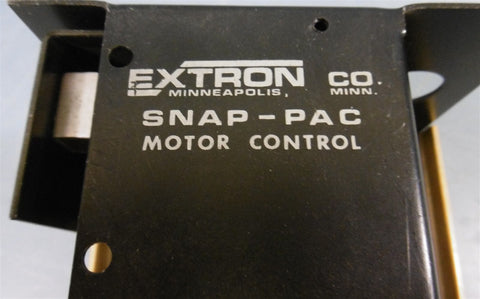 EXTRON CO.
MINNEAPOLIS, MINN.
SNAP-PAC
MOTOR CONTROL